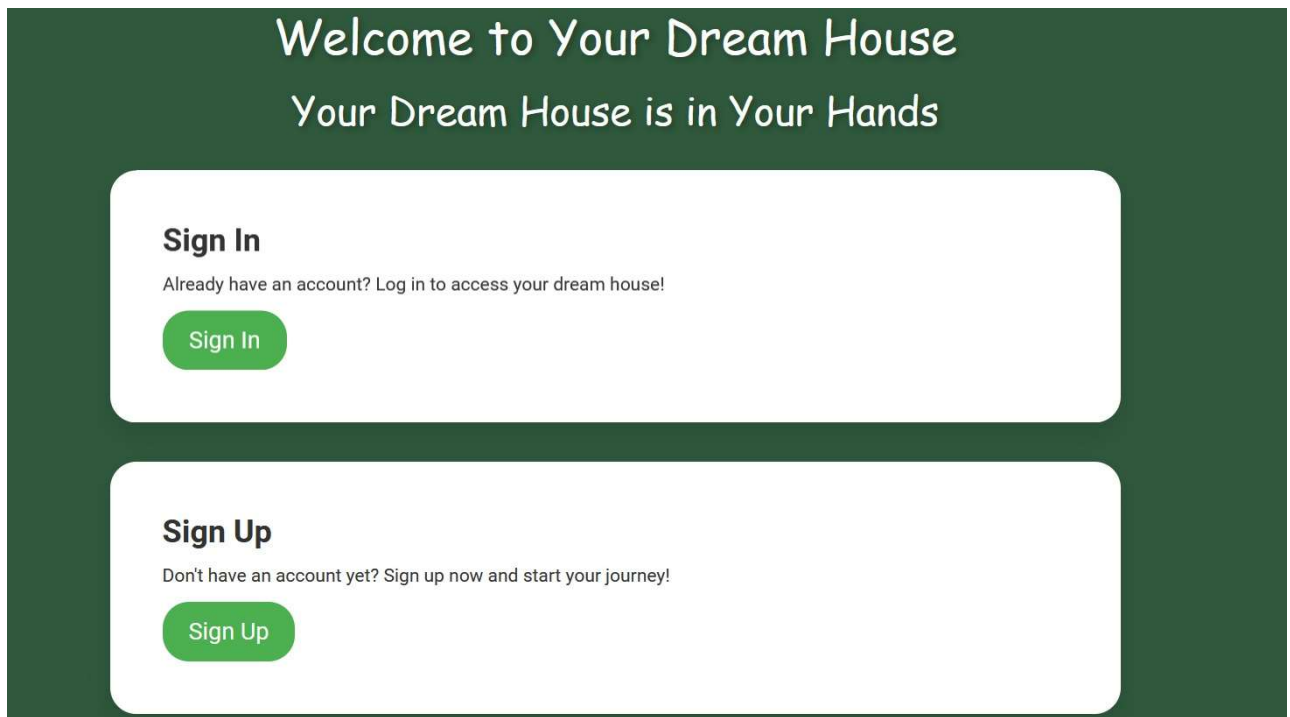 Welcome to Your Dream House
Your Dream House is in Your Hands
Sign In
Already have an account? Log in to access your dream house!
Sign In
Sign Up
Don't have an account yet? Sign up now and start your journey!
Sign Up